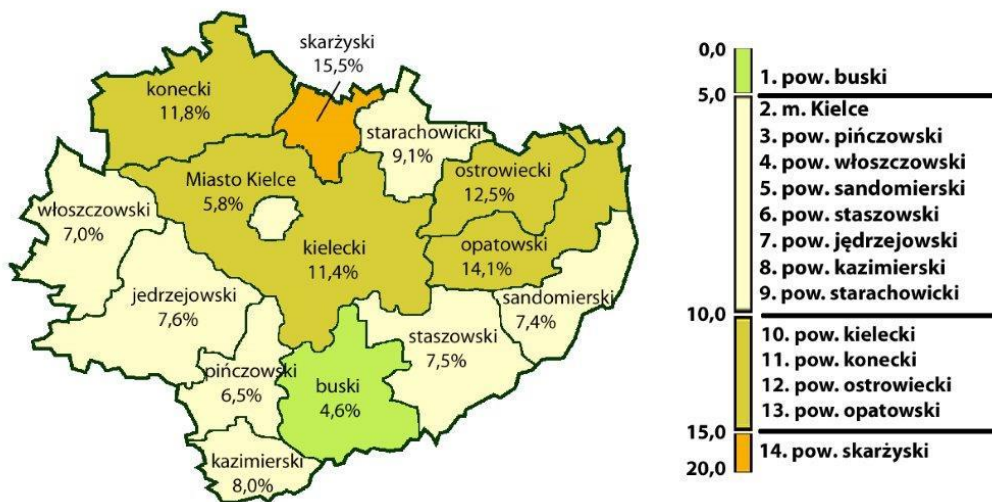 skarżyski
15,5%
konecki
11,8%
starachowicki
9,1%
Miasto Kielce
5,8%
ostrowiecki
12,5%
włoszczowski
7,0%
kielecki
11,4%
opatowski
14,1%
jedrzejowski
7,6%
sandomierski
7,4%
staszowski
7,5%
pińczowski
6,5%
buski
4,6%
kazimierski
8,0%
0,0
1. pow. buski
5,0
2. m. Kielce
3. pow. pińczowski
4. pow. włoszczowski
5. pow. sandomierski
6. pow. staszowski
7. pow. jędrzejowski
8. pow. kazimierski
9. pow. starachowicki
10,0
10. pow. kielecki
11. pow. konecki
12. pow. ostrowiecki
13. pow. opatowski
15,0
14. pow. skarżyski
20,0